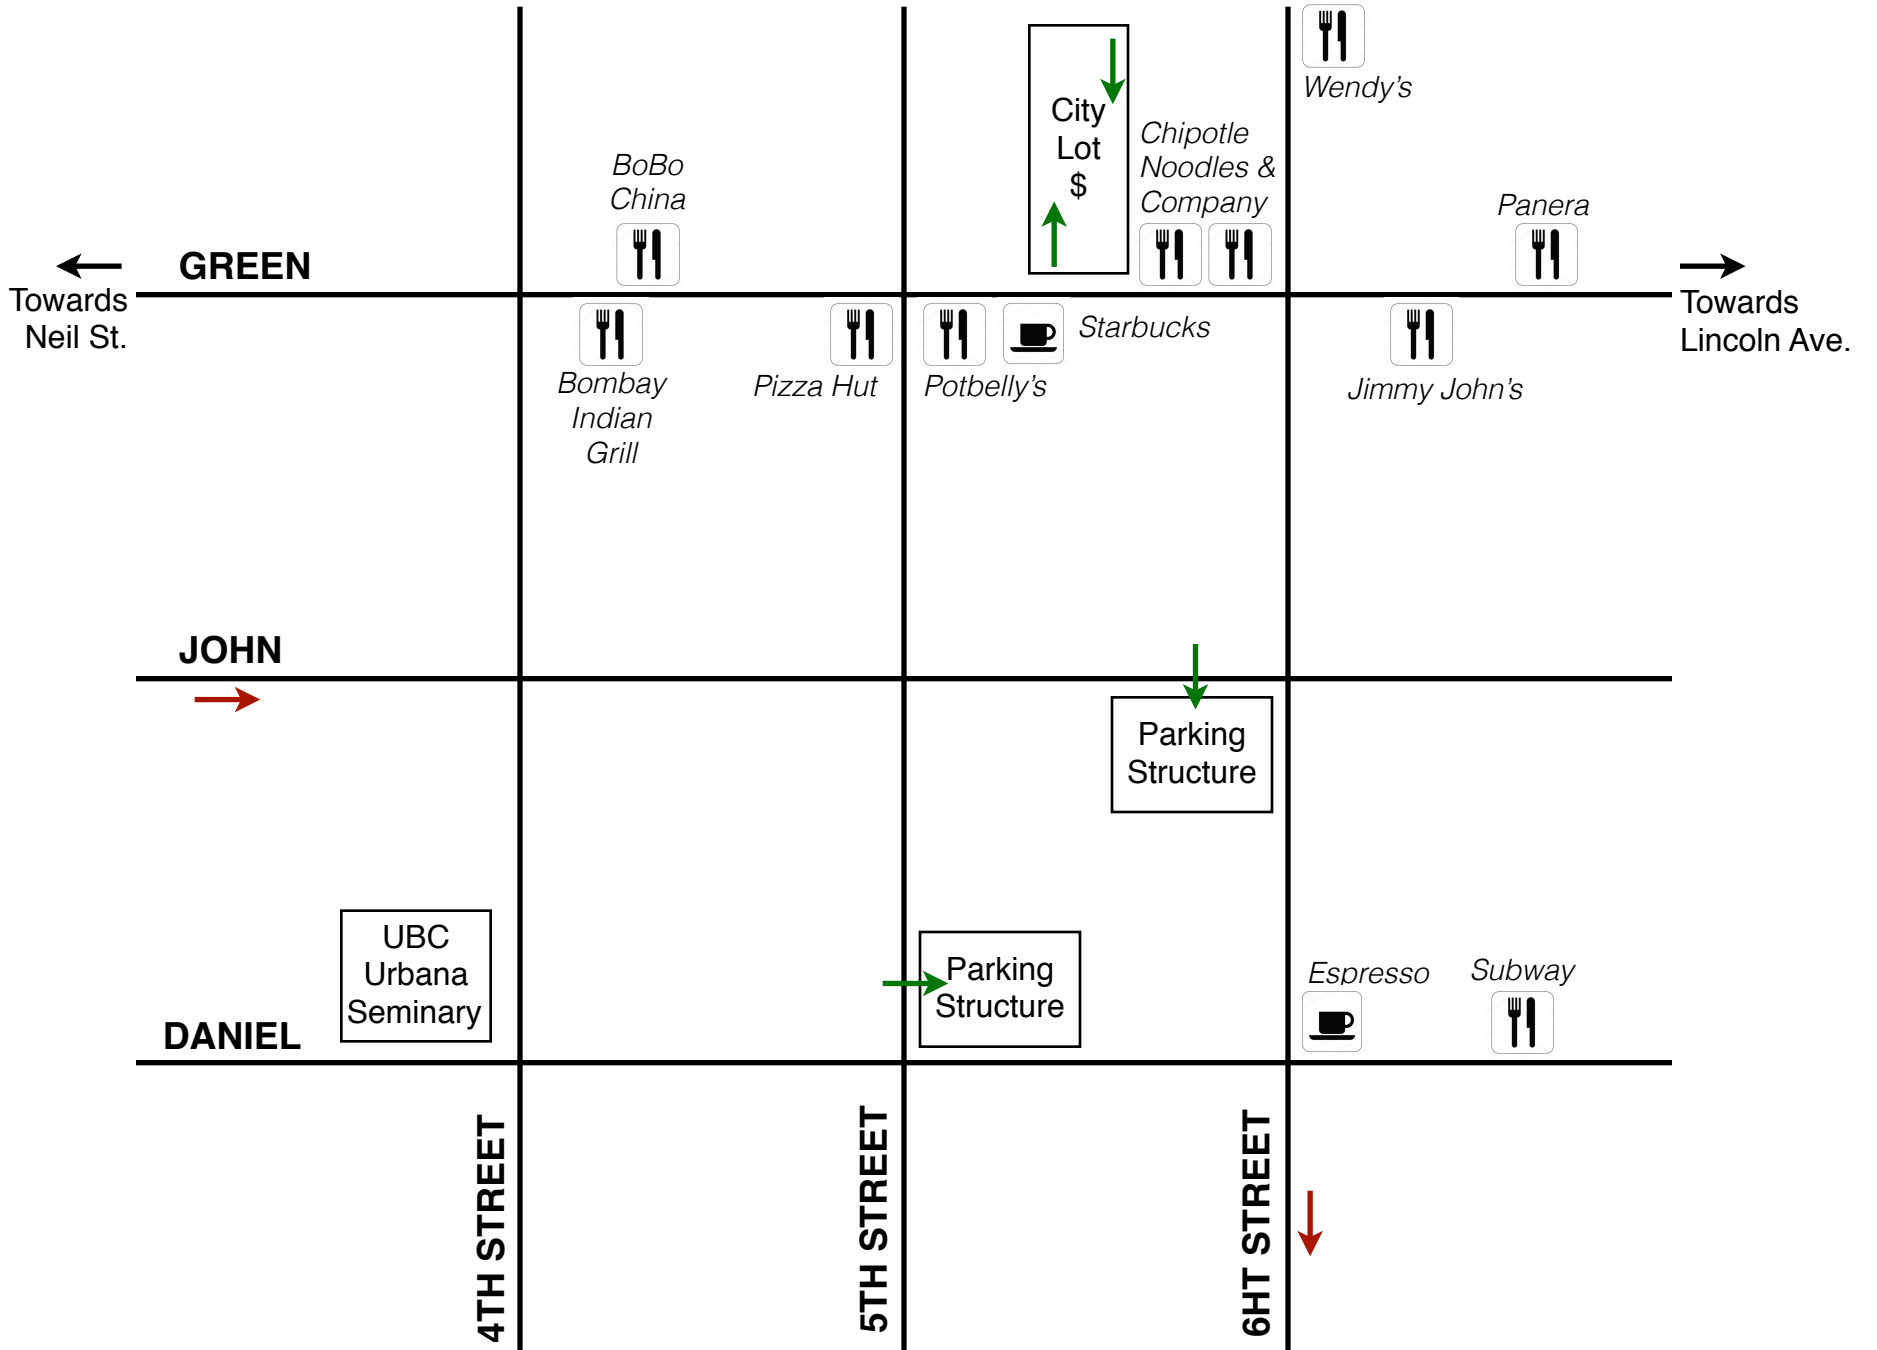 Wendy's
City
Lot
$
Chipotle
Noodles &
Company
BoBo
China
Panera
GREEN
Towards
Neil St.
Towards
Lincoln Ave.
Starbucks
Bombay
Indian
Grill
Pizza Hut
Potbelly's
Jimmy John's
JOHN
Parking
Structure
UBC
Urbana
Seminary
Parking
Structure
Espresso
Subway
DANIEL
4TH STREET
5TH STREET
6HT STREET